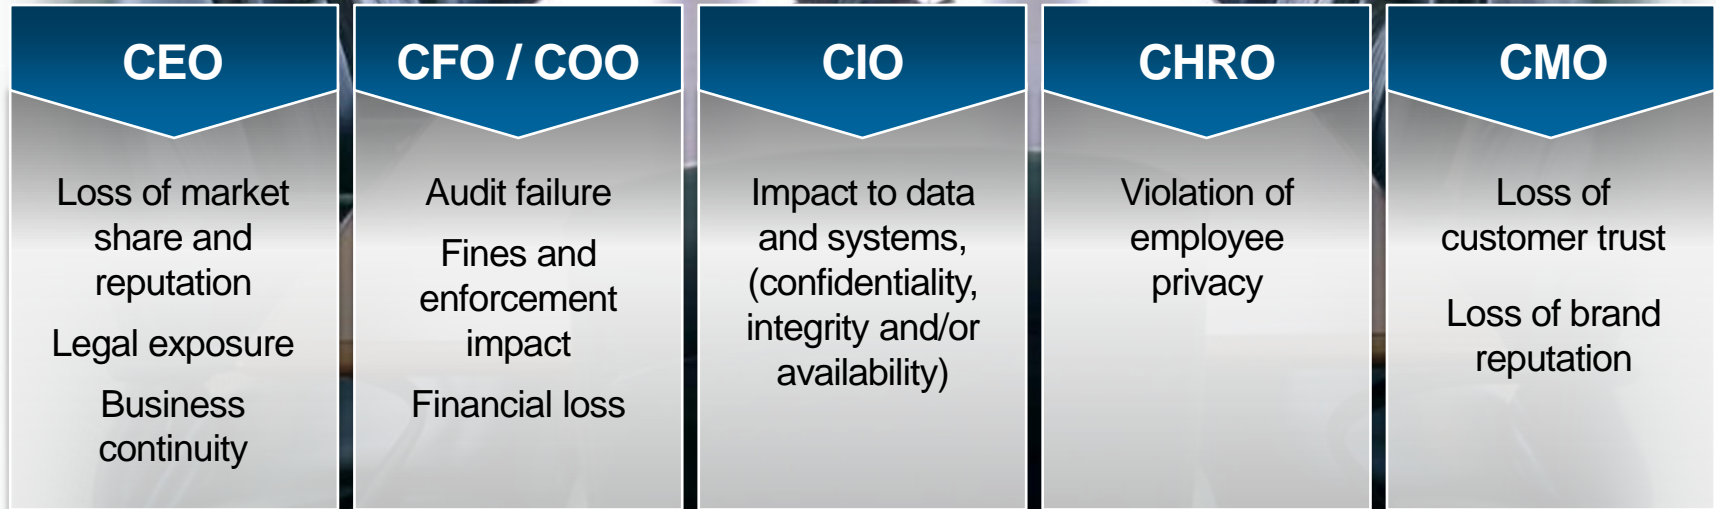 CEO
Loss of market
share and
reputation
Legal exposure
Business
continuity
CFO / COO
Audit failure
Fines and
enforcement
impact
Financial loss
CIO
Impact to data
and systems,
(confidentiality,
integrity and/or
availability)
CHRO
Violation of
employee
privacy
CMO
Loss of
customer trust
Loss of brand
reputation